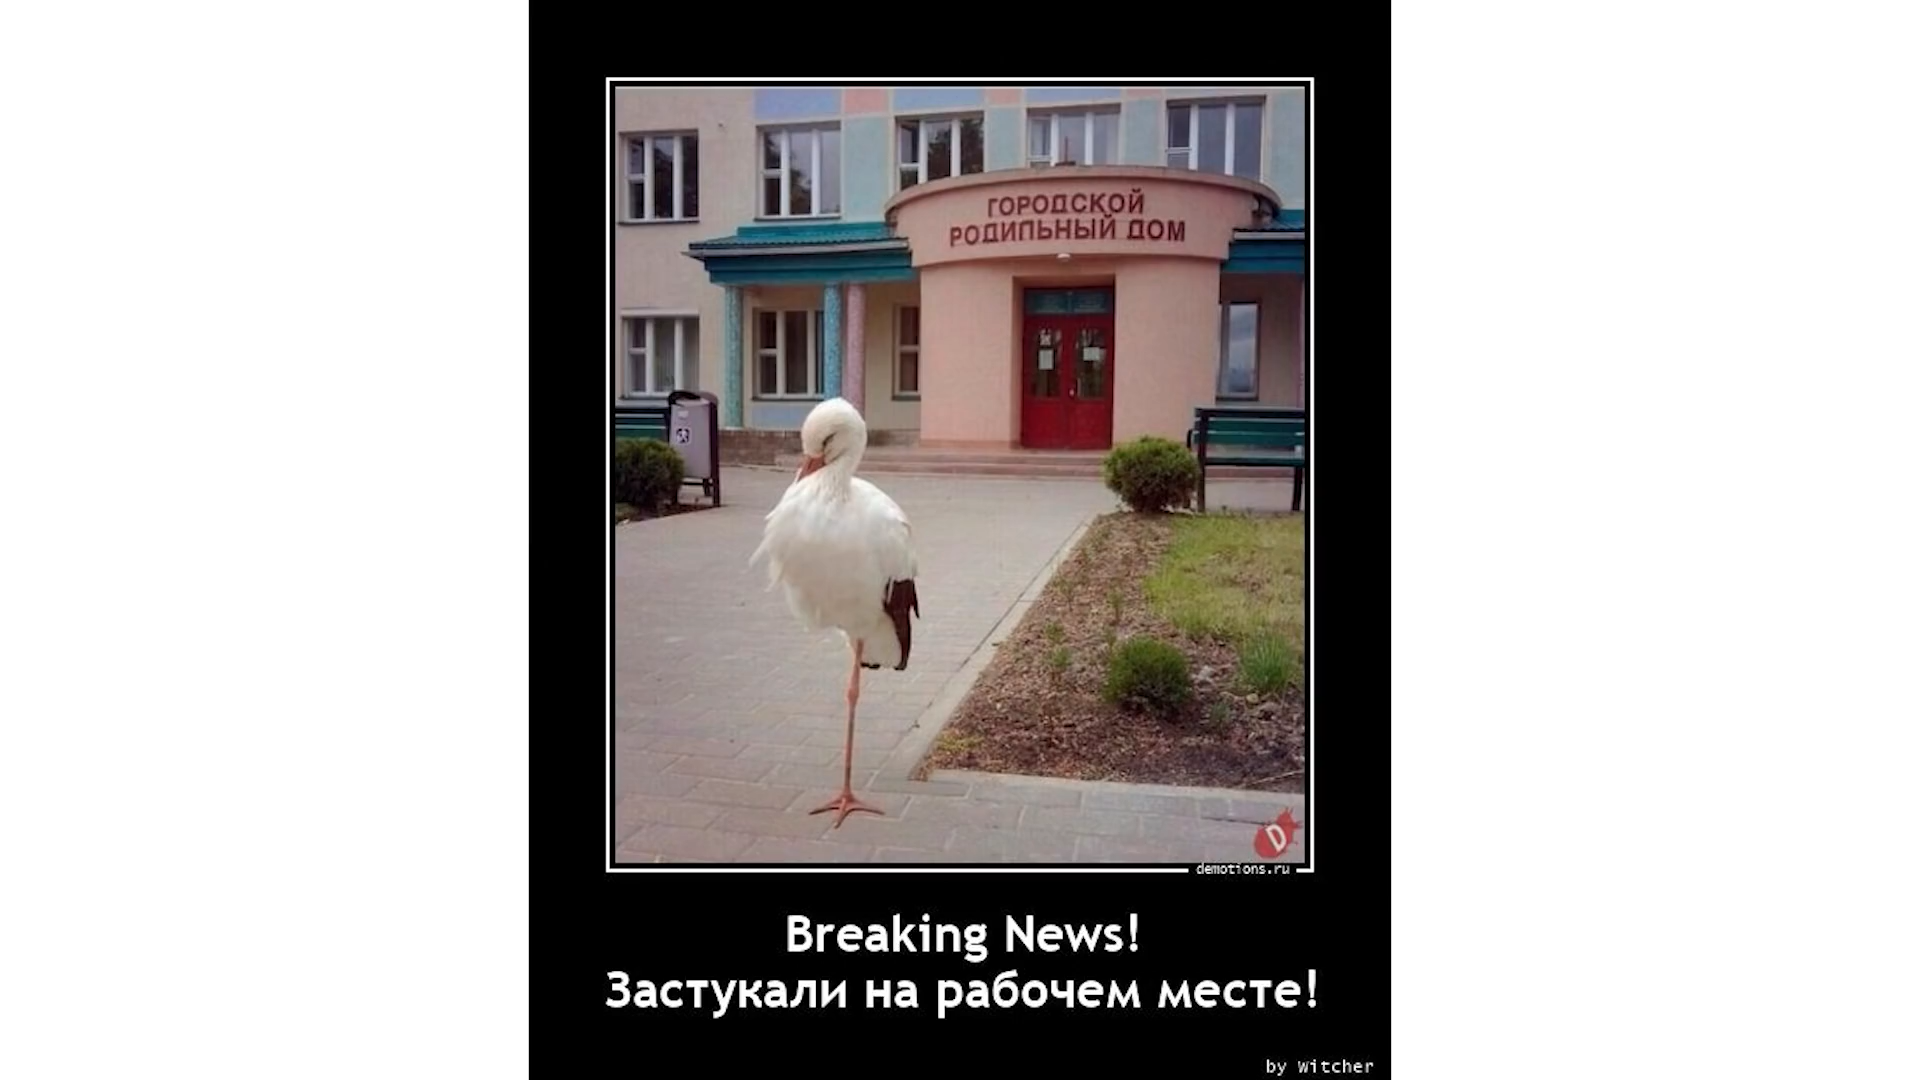 ГОРОДСКОЙ
РОДИЛЬНЫЙ ДОМ
D
demotions.ru
Breaking News!
Застукали на рабочем месте!
by Witcher